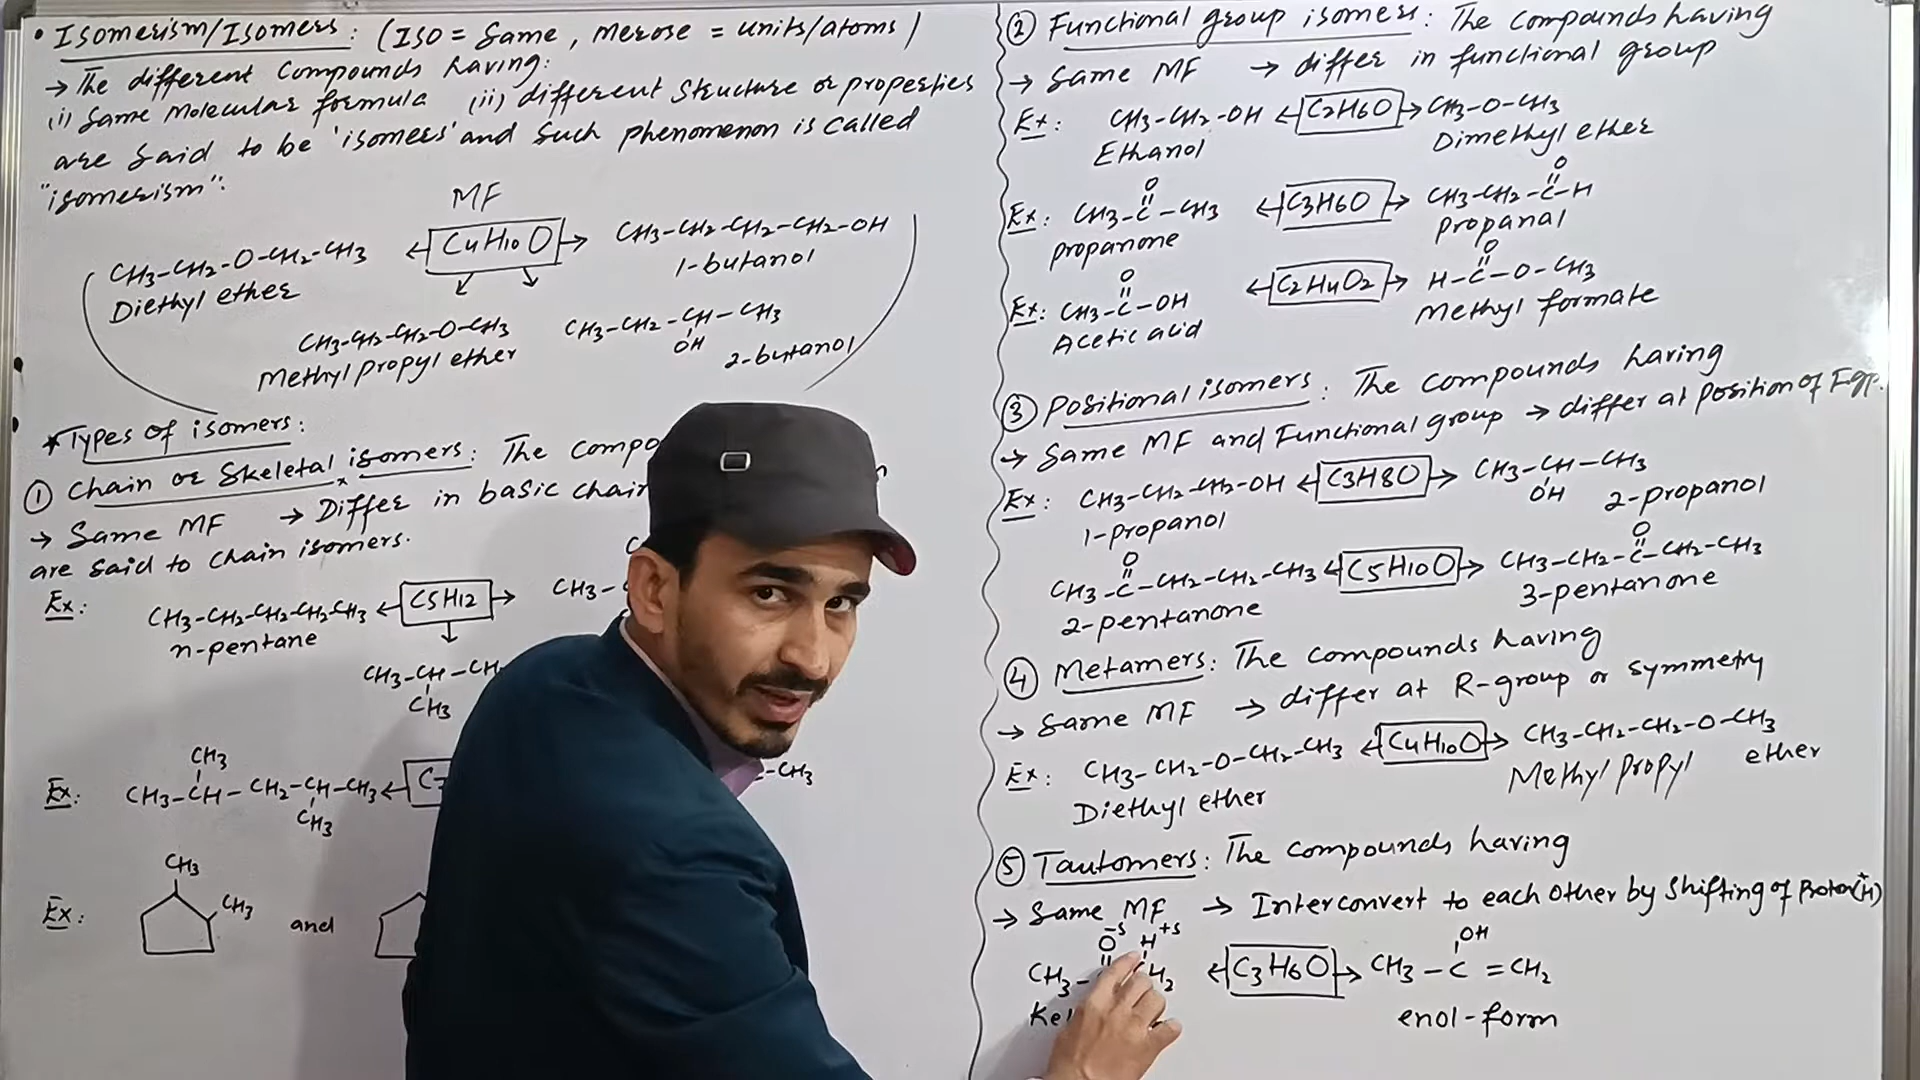 • Isomerism/Isomers: (Iso = Same, merose = units/atoms)
→ The different Compounds having:
(i) Same Molecular formula (ii) different Structure or properties
are said to be 'isomers' and such phenomenon is called
"isomerism".
MF
CH3-CH2-O-CH2-CH3 ← C4H10O → CH3-CH2-CH2-CH2-OH
Diethyl ether 1-butanol
CH3-CH2-CH2-O-CH3 CH3-CH2-CH-CH3
OH
Methyl propyl ether 2-butanol
* Types of isomers:
① Chain or Skeletal isomers: The compo
→ Same MF → Differ in basic chain
are said to chain isomers.
Ex: CH3-CH2-CH2-CH2-CH3 ← C5H12 → CH3-
n-pentane ↓
CH3-CH-CH
CH3
CH3
Ex: CH3-CH-CH2-CH-CH3 ← -CH3
CH3
CH3
Ex: CH3 and
② Functional group isomers: The compounds having
→ Same MF → differ in functional group
Ex: CH3-CH2-OH ← C2H6O → CH3-O-CH3
Ethanol Dimethyl ether
O O
Ex: CH3-C-CH3 ← C3H6O → CH3-CH2-C-H
propanone propanal
O O
Ex: CH3-C-OH ← C2H4O2 → H-C-O-CH3
Acetic acid Methyl formate
③ Positional isomers: The compounds having
→ Same MF and Functional group → differ at position of F.gp.
Ex: CH3-CH2-CH2-OH ← C3H8O → CH3-CH-CH3
OH
1-propanol 2-propanol
O O
CH3-C-CH2-CH2-CH3 ← C5H10O → CH3-CH2-C-CH2-CH3
2-pentanone 3-pentanone
④ Metamers: The compounds having
→ Same MF → differ at R-group or symmetry
Ex: CH3-CH2-O-CH2-CH3 ← C4H10O → CH3-CH2-CH2-O-CH3
Diethyl ether Methyl propyl ether
⑤ Tautomers: The compounds having
→ Same MF → Interconvert to each other by shifting of Proton(H+)
O-δ H+δ OH
CH3- H2 ← C3H6O → CH3-C=CH2
Ke enol-form